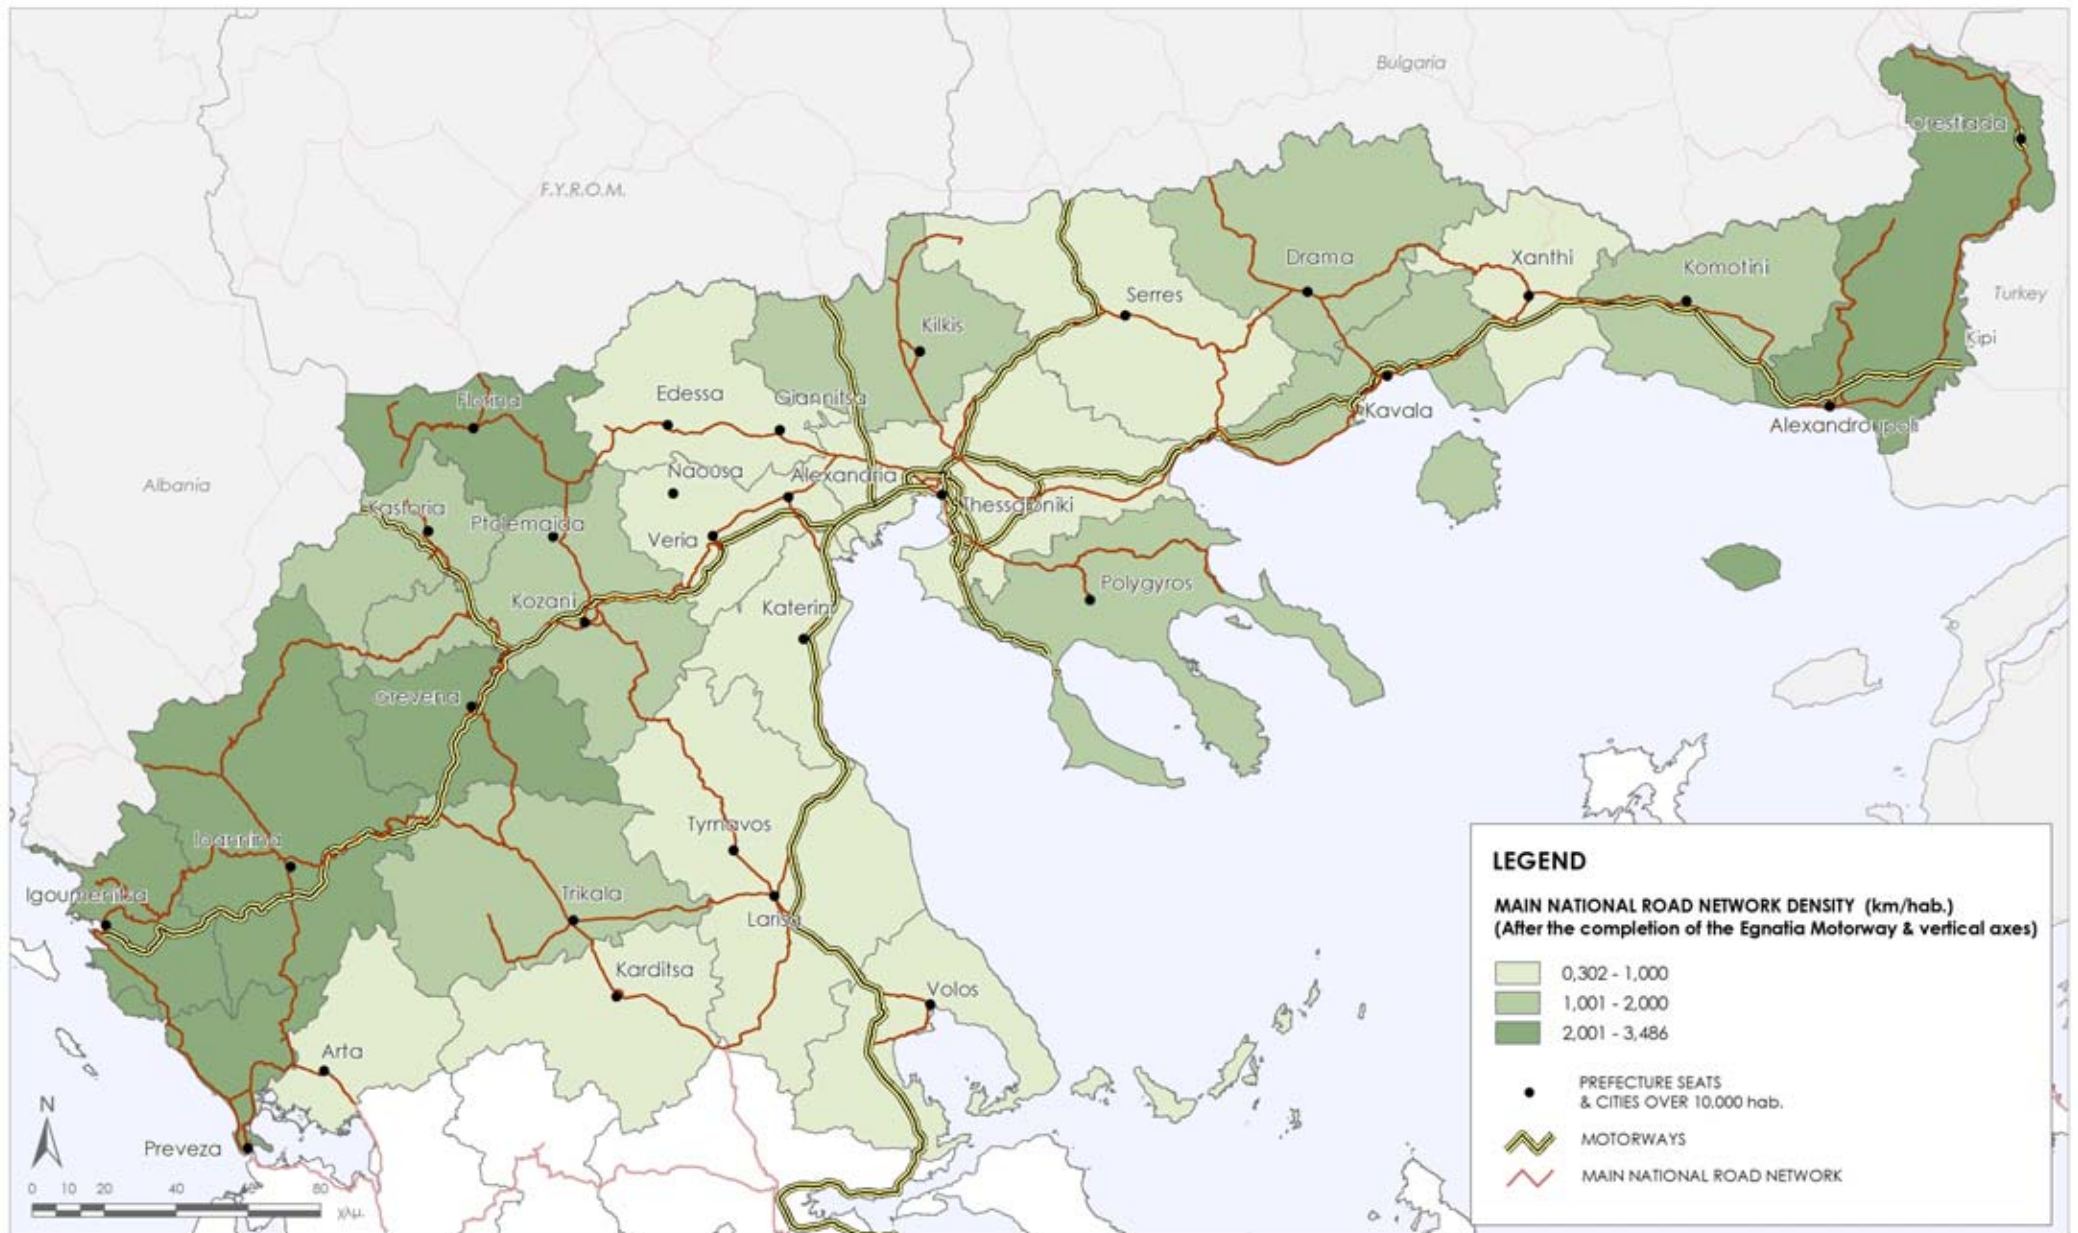 Bulgaria
Orestiada
F.Y.R.O.M.
Drama
Xanthi
Komotini
Serres
Turkey
Kilkis
Kipi
Edessa
Giannitsa
Florina
Kavala
Alexandroupoli
Naousa
Alexandria
Albania
Kastoria
Ptolemaida
Thessaloniki
Veria
Polygyros
Kozani
Katerini
Grevena
Tyrnavos
Ioannina
Igoumenitsa
Trikala
Larisa
Karditsa
Volos
Arta
Preveza
N
0 10 20 40 60 80
χλμ.
LEGEND
MAIN NATIONAL ROAD NETWORK DENSITY (km/hab.)
(After the completion of the Egnatia Motorway & vertical axes)
0,302 - 1,000
1,001 - 2,000
2,001 - 3,486
PREFECTURE SEATS
& CITIES OVER 10.000 hab.
MOTORWAYS
MAIN NATIONAL ROAD NETWORK